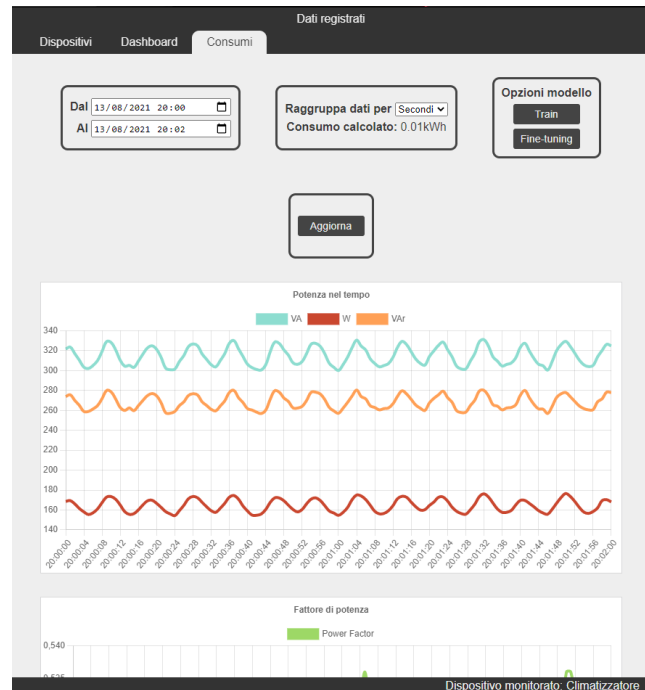 Dati registrati
Dispositivi Dashboard Consumi
Dal 13/08/2021 20:00
Al 13/08/2021 20:02
Raggruppa dati per Secondi
Consumo calcolato: 0.01kWh
Opzioni modello
Train
Fine-tuning
Aggiorna
Potenza nel tempo
VA W VAr
340
320
300
280
260
240
220
200
180
160
140
20:00:00 20:00:04 20:00:08 20:00:12 20:00:16 20:00:20 20:00:24 20:00:28 20:00:32 20:00:36 20:00:40 20:00:44 20:00:48 20:00:52 20:00:56 20:01:00 20:01:04 20:01:08 20:01:12 20:01:16 20:01:20 20:01:24 20:01:28 20:01:32 20:01:36 20:01:40 20:01:44 20:01:48 20:01:52 20:01:56 20:02:00
Fattore di potenza
Power Factor
0,540
Dispositivo monitorato: Climatizzatore